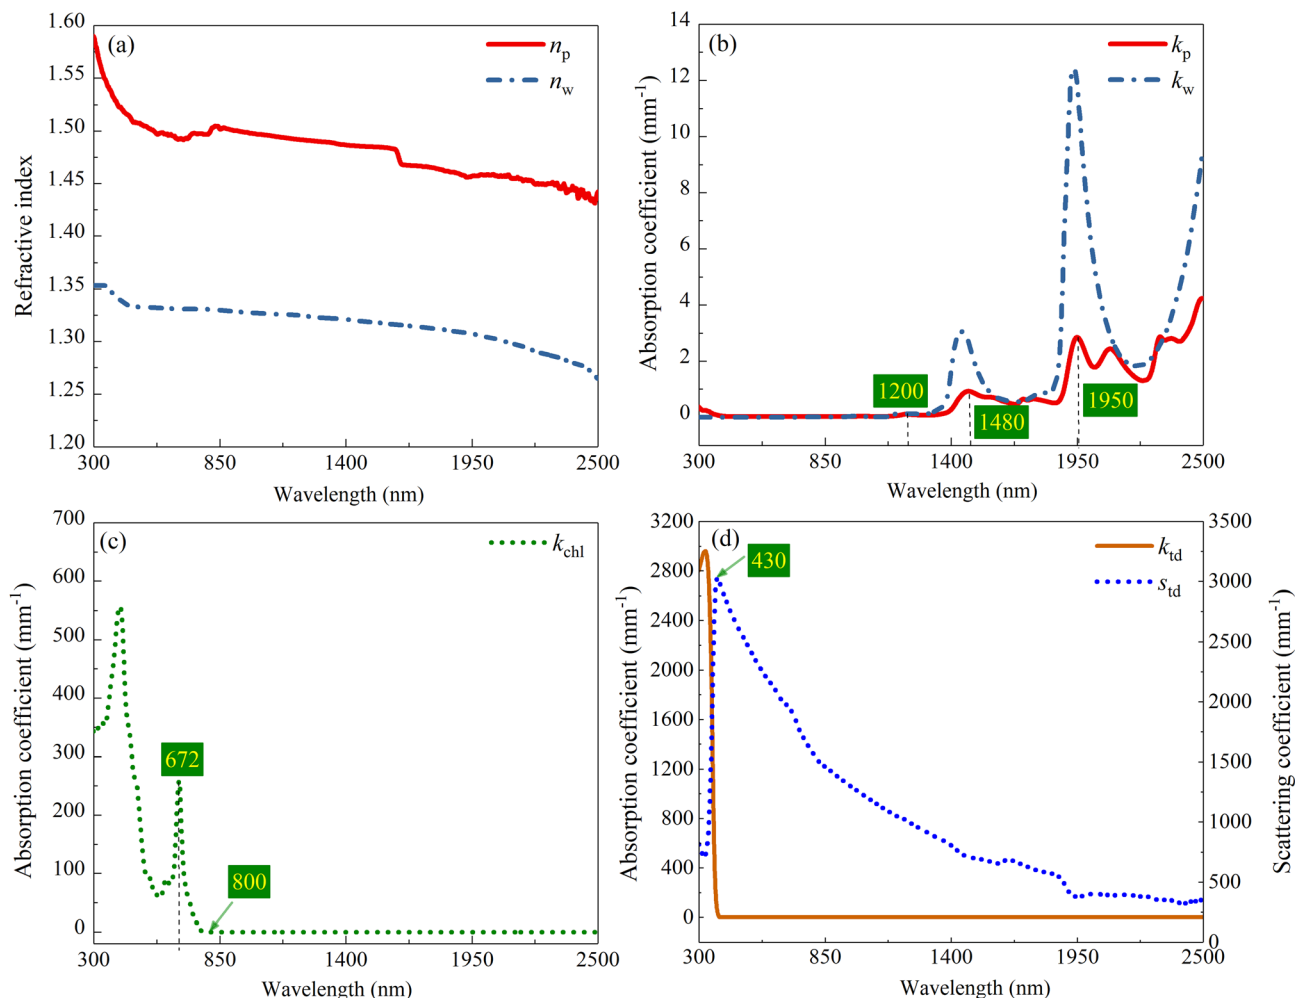 (a)
n_p
n_w
Refractive index
1.60
1.55
1.50
1.45
1.40
1.35
1.30
1.25
1.20
300 850 1400 1950 2500
Wavelength (nm)
(b)
k_p
k_w
Absorption coefficient (mm⁻¹)
14
12
10
8
6
4
2
0
1200
1480
1950
300 850 1400 1950 2500
Wavelength (nm)
(c)
k_chl
Absorption coefficient (mm⁻¹)
700
600
500
400
300
200
100
0
672
800
300 850 1400 1950 2500
Wavelength (nm)
(d)
430
k_td
s_td
Absorption coefficient (mm⁻¹)
3200
2800
2400
2000
1600
1200
800
400
0
3500
3000
2500
2000
1500
1000
500
0
Scattering coefficient (mm⁻¹)
300 850 1400 1950 2500
Wavelength (nm)